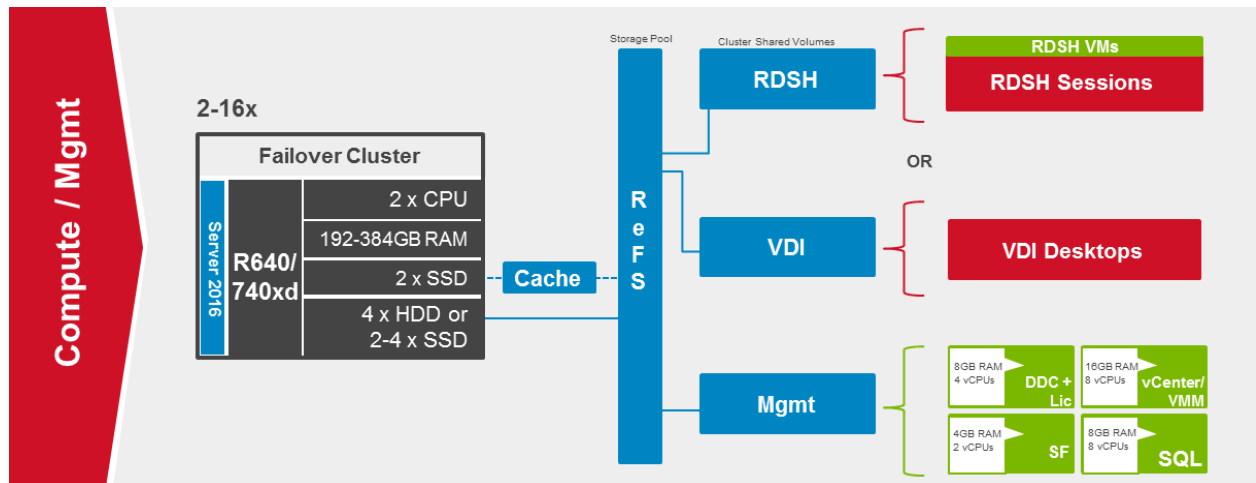 Compute / Mgmt
2-16x
Failover Cluster
Server 2016
R640/
740xd
2 x CPU
192-384GB RAM
2 x SSD
4 x HDD or
2-4 x SSD
Cache
Storage Pool
ReFS
Cluster Shared Volumes
RDSH
VDI
Mgmt
RDSH VMs
RDSH Sessions
OR
VDI Desktops
8GB RAM
4 vCPUs
DDC +
Lic
16GB RAM
8 vCPUs
vCenter/
VMM
4GB RAM
2 vCPUs
SF
8GB RAM
8 vCPUs
SQL